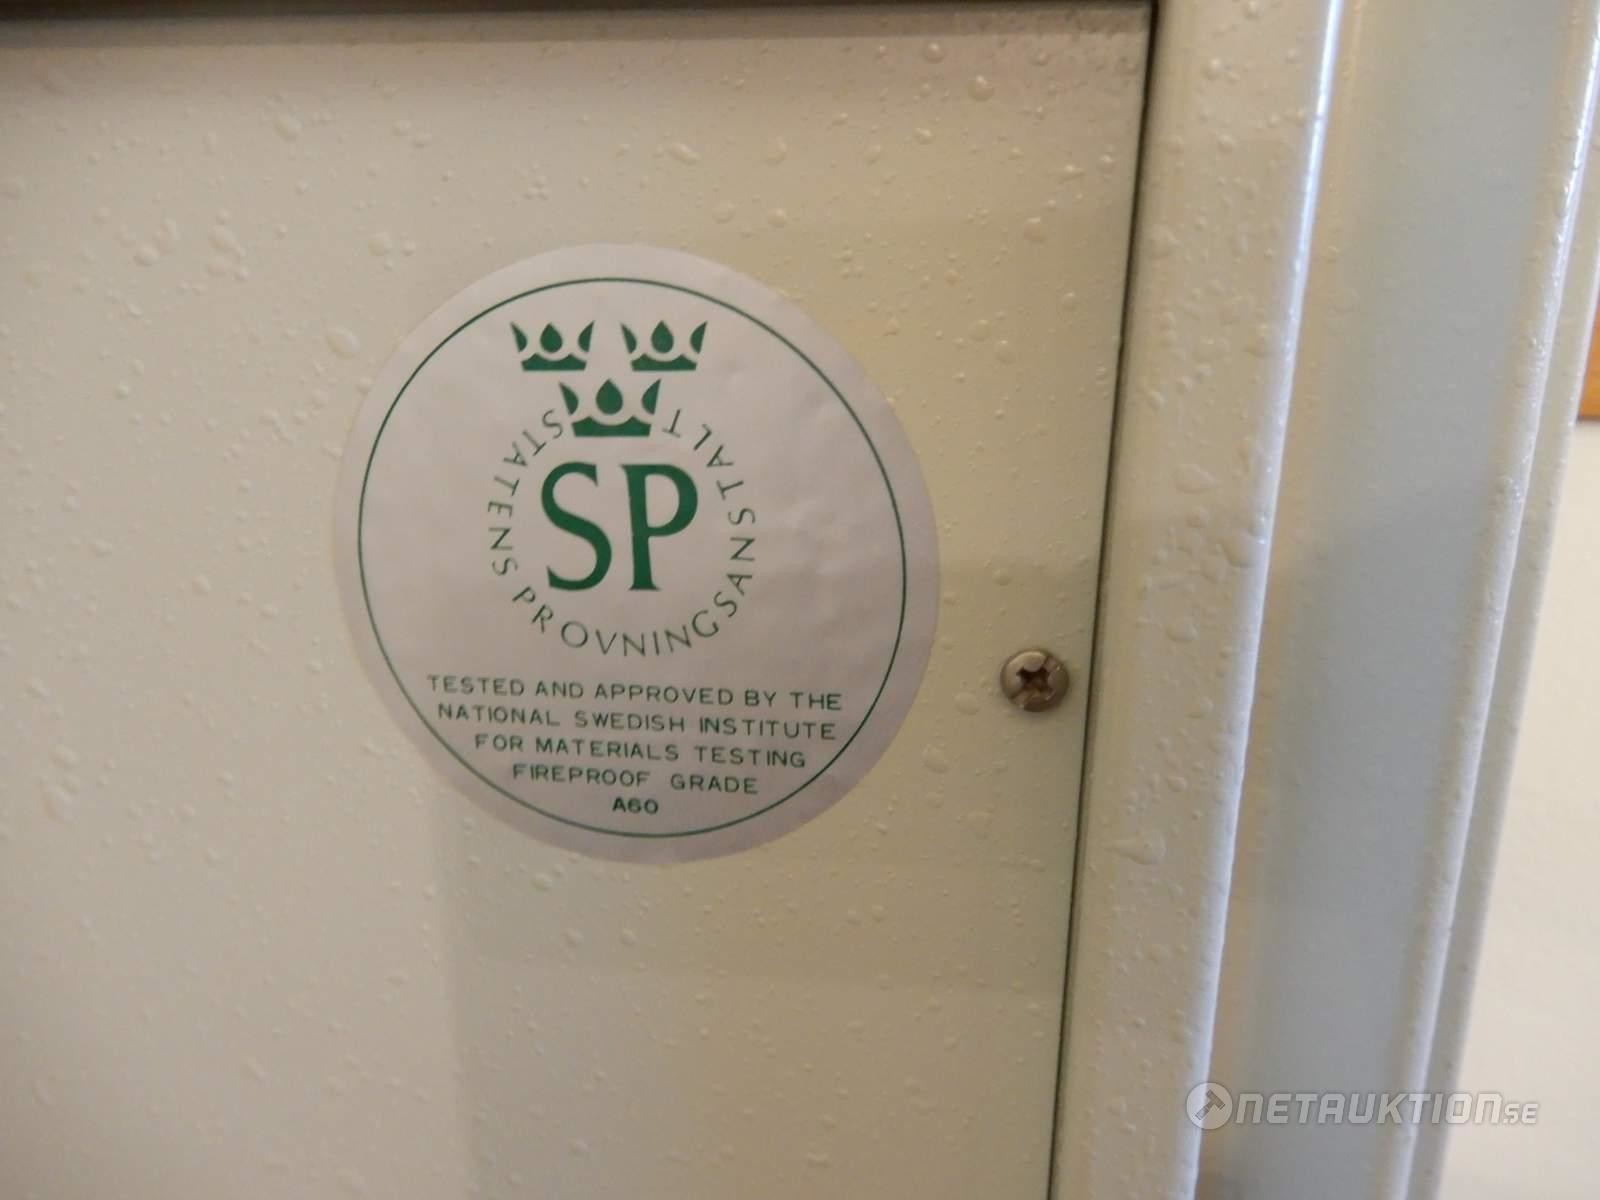 STATENS PROVNINGSANSTALT
SP
TESTED AND APPROVED BY THE
NATIONAL SWEDISH INSTITUTE
FOR MATERIALS TESTING
FIREPROOF GRADE
A60
NETAUKTION.SE